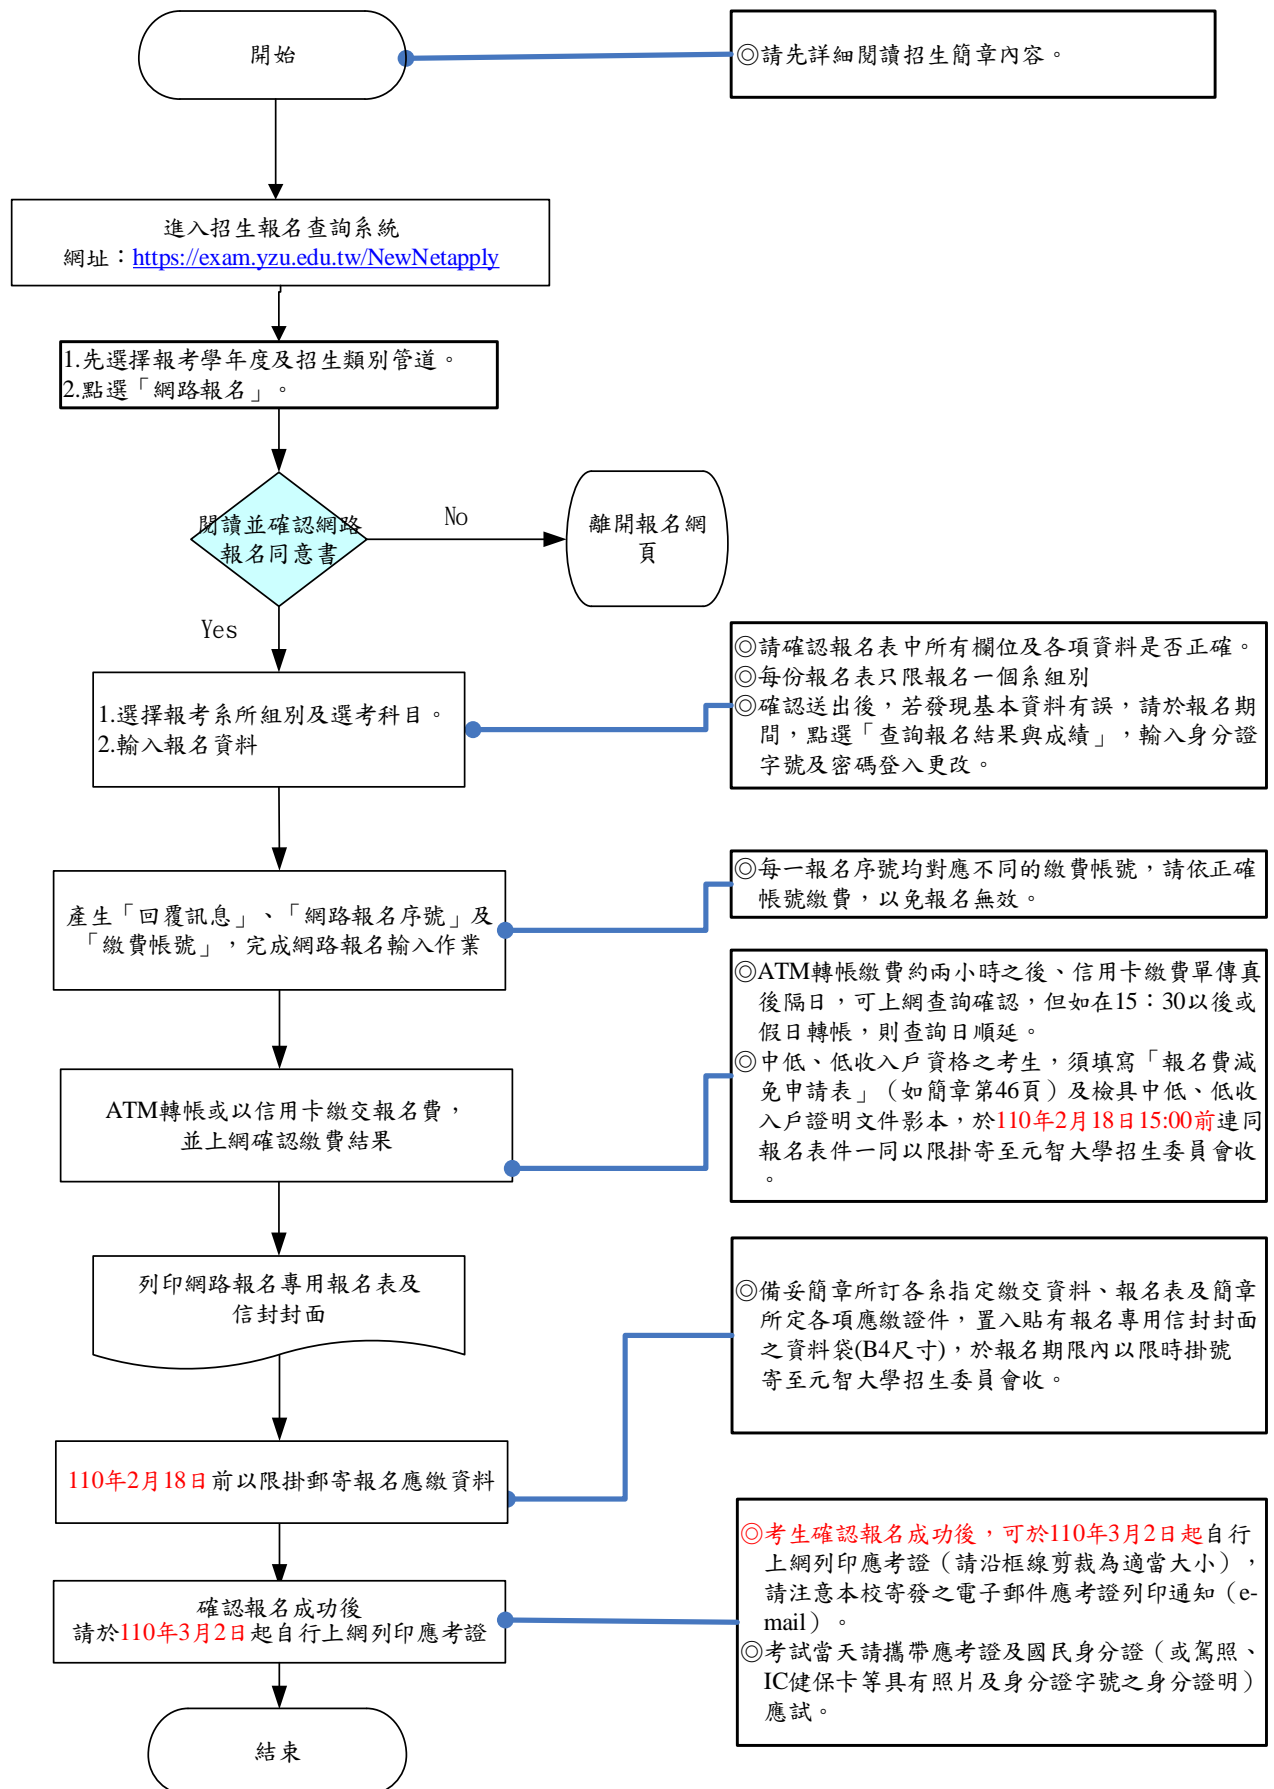 開始
◎請先詳細閱讀招生簡章內容。
進入招生報名查詢系統
網址：https://exam.yzu.edu.tw/NewNetapply
1.先選擇報考學年度及招生類別管道。
2.點選「網路報名」。
閱讀並確認網路
報名同意書
No
離開報名網
頁
Yes
1.選擇報考系所組別及選考科目。
2.輸入報名資料
◎請確認報名表中所有欄位及各項資料是否正確。
◎每份報名表只限報名一個系組別
◎確認送出後，若發現基本資料有誤，請於報名期
間，點選「查詢報名結果與成績」，輸入身分證
字號及密碼登入更改。
產生「回覆訊息」、「網路報名序號」及
「繳費帳號」，完成網路報名輸入作業
◎每一報名序號均對應不同的繳費帳號，請依正確
帳號繳費，以免報名無效。
ATM轉帳或以信用卡繳交報名費，
並上網確認繳費結果
◎ATM轉帳繳費約兩小時之後、信用卡繳費單傳真
後隔日，可上網查詢確認，但如在15：30以後或
假日轉帳，則查詢日順延。
◎中低、低收入戶資格之考生，須填寫「報名費減
免申請表」（如簡章第46頁）及檢具中低、低收
入戶證明文件影本，於110年2月18日15:00前連同
報名表件一同以限掛寄至元智大學招生委員會收
。
列印網路報名專用報名表及
信封封面
◎備妥簡章所訂各系指定繳交資料、報名表及簡章
所定各項應繳證件，置入貼有報名專用信封封面
之資料袋(B4尺寸)，於報名期限內以限時掛號
寄至元智大學招生委員會收。
110年2月18日前以限掛郵寄報名應繳資料
確認報名成功後
請於110年3月2日起自行上網列印應考證
◎考生確認報名成功後，可於110年3月2日起自行
上網列印應考證（請沿框線剪裁為適當大小），
請注意本校寄發之電子郵件應考證列印通知（e-
mail）。
◎考試當天請攜帶應考證及國民身分證（或駕照、
IC健保卡等具有照片及身分證字號之身分證明）
應試。
結束